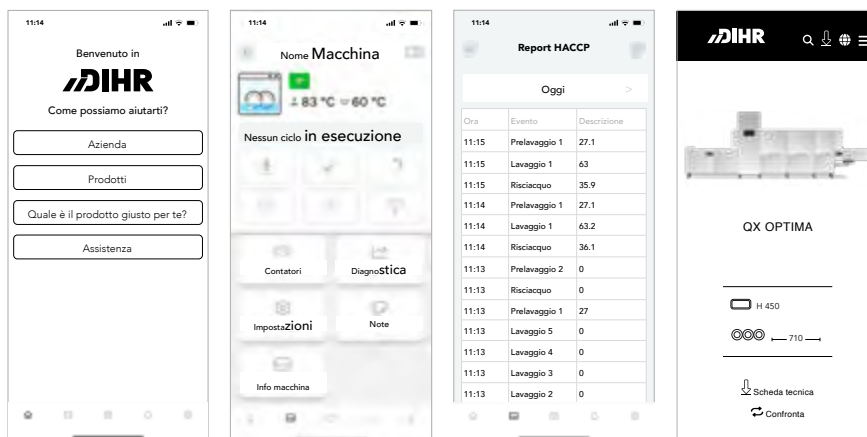 11:14
Benvenuto in
DIHR
Come possiamo aiutarti?
Azienda
Prodotti
Quale è il prodotto giusto per te?
Assistenza
11:14
Nome Macchina
83 °C 60 °C
Nessun ciclo in esecuzione
Contatori
Diagnostica
Impostazioni
Note
Info macchina
11:14
Report HACCP
Oggi >
Ora Evento Descrizione
11:15 Prelavaggio 1 27.1
11:15 Lavaggio 1 63
11:15 Risciacquo 35.9
11:14 Prelavaggio 1 27.1
11:14 Lavaggio 1 63.2
11:14 Risciacquo 36.1
11:13 Prelavaggio 2 0
11:13 Risciacquo 0
11:13 Prelavaggio 1 27
11:13 Lavaggio 5 0
11:13 Lavaggio 4 0
11:13 Lavaggio 3 0
11:13 Lavaggio 2 0
DIHR
QX OPTIMA
H 450
710
Scheda tecnica
Confronta